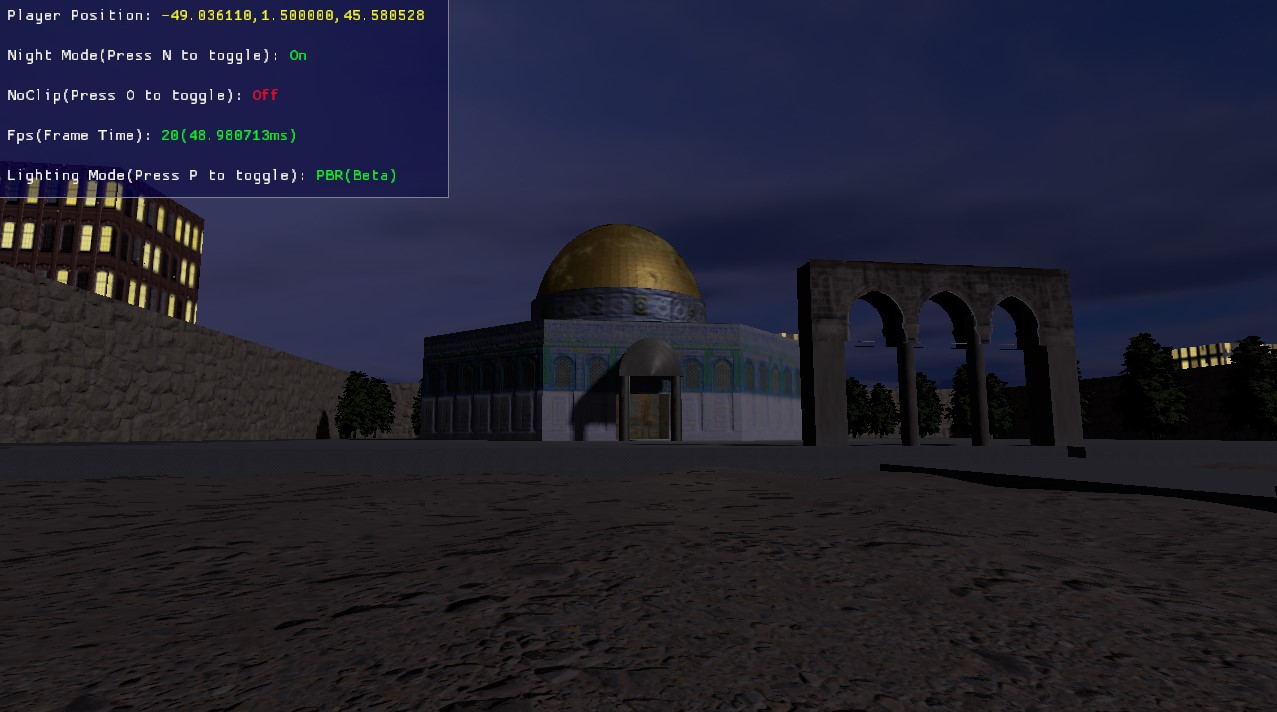 Player Position: -49.036110,1.500000,45.580528
Night Mode(Press N to toggle): On
NoClip(Press O to toggle): Off
Fps(Frame Time): 20(48.980713ms)
Lighting Mode(Press P to toggle): PBR(Beta)